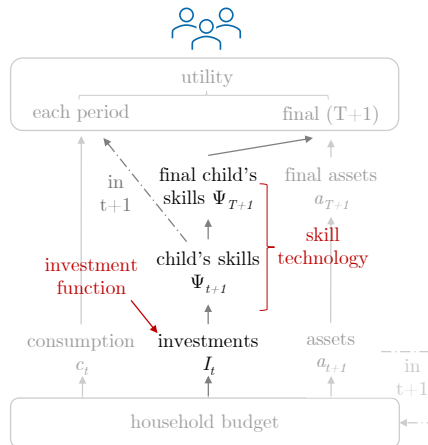 utility
each period
final (T+1)
final child's
skills Ψ_{T+1}
final assets
a_{T+1}
in
t+1
child's skills
Ψ_{t+1}
skill
technology
investment
function
consumption
c_t
investments
I_t
assets
a_{t+1}
in
t+1
household budget